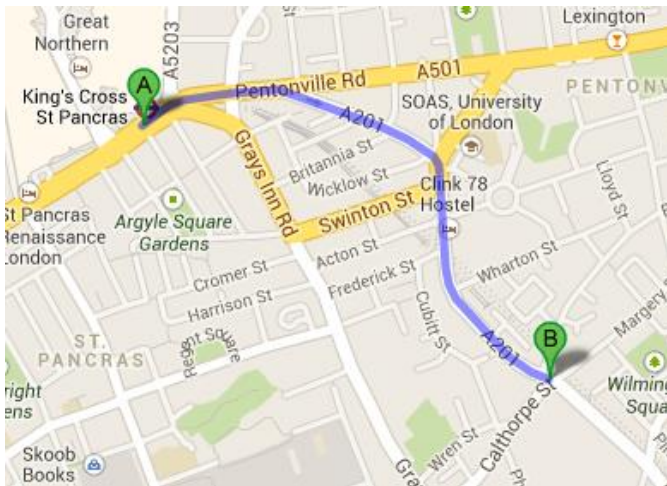 Great
Northern
A5203
Lexington
A
King's Cross
St Pancras
Pentonville Rd
A501
A201
PENTONV
SOAS, University
of London
Grays Inn Rd
Britannia St
Wicklow St
Clink 78
Hostel
Lloyd St
St Pancras
Renaissance
London
Argyle Square
Gardens
Swinton St
Acton St
Cromer St
Frederick St
Wharton St
Harrison St
Cubitt St
Margery S
ST.
PANCRAS
Regent Square
A201
B
right
ens
Wilming
Squa
Calthorpe St
Wren St
Skoob
Books
Gra
Ph